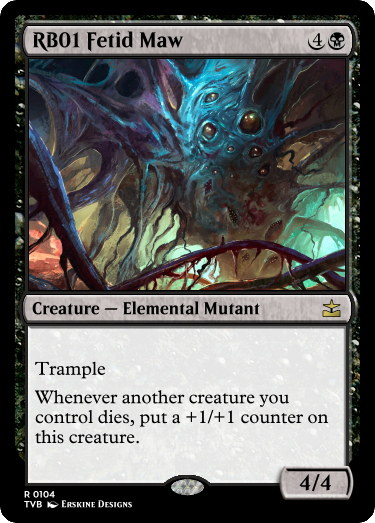 RB01 Fetid Maw 4
Creature — Elemental Mutant
Trample
Whenever another creature you
control dies, put a +1/+1 counter on
this creature.
4/4
R 0104
TVB Erskine Designs